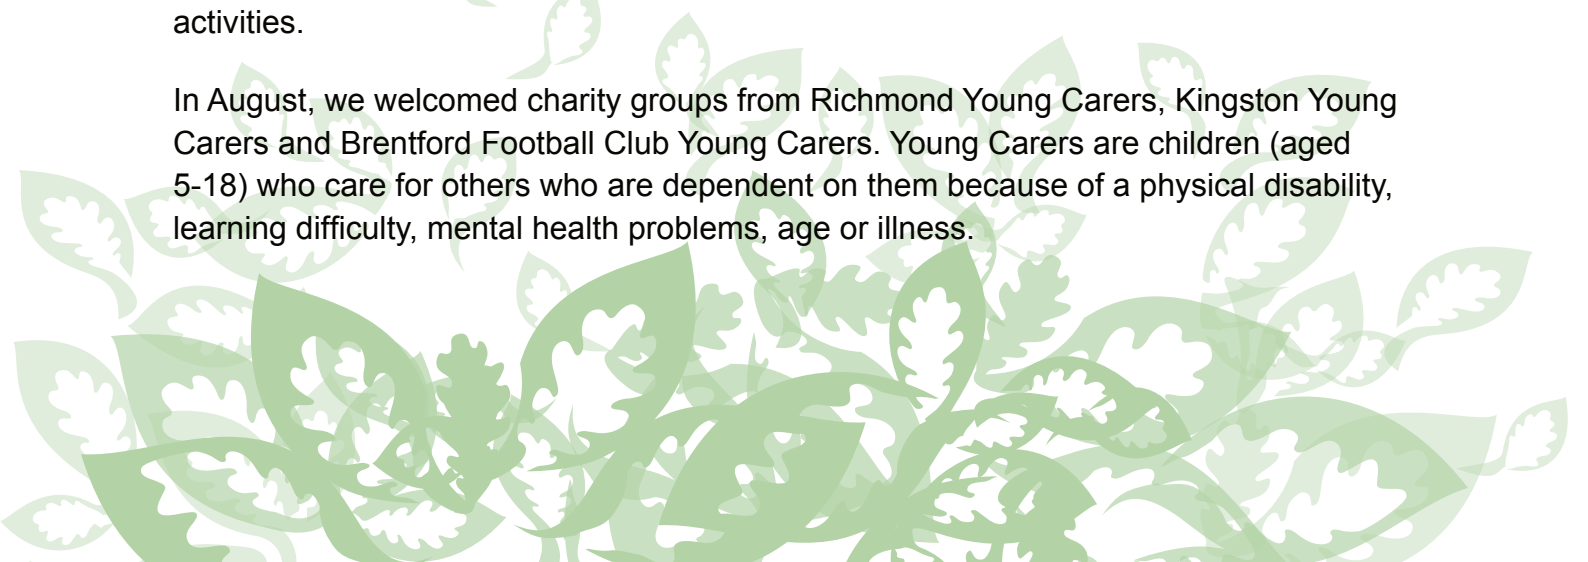 activities.
In August, we welcomed charity groups from Richmond Young Carers, Kingston Young
Carers and Brentford Football Club Young Carers. Young Carers are children (aged
5-18) who care for others who are dependent on them because of a physical disability,
learning difficulty, mental health problems, age or illness.